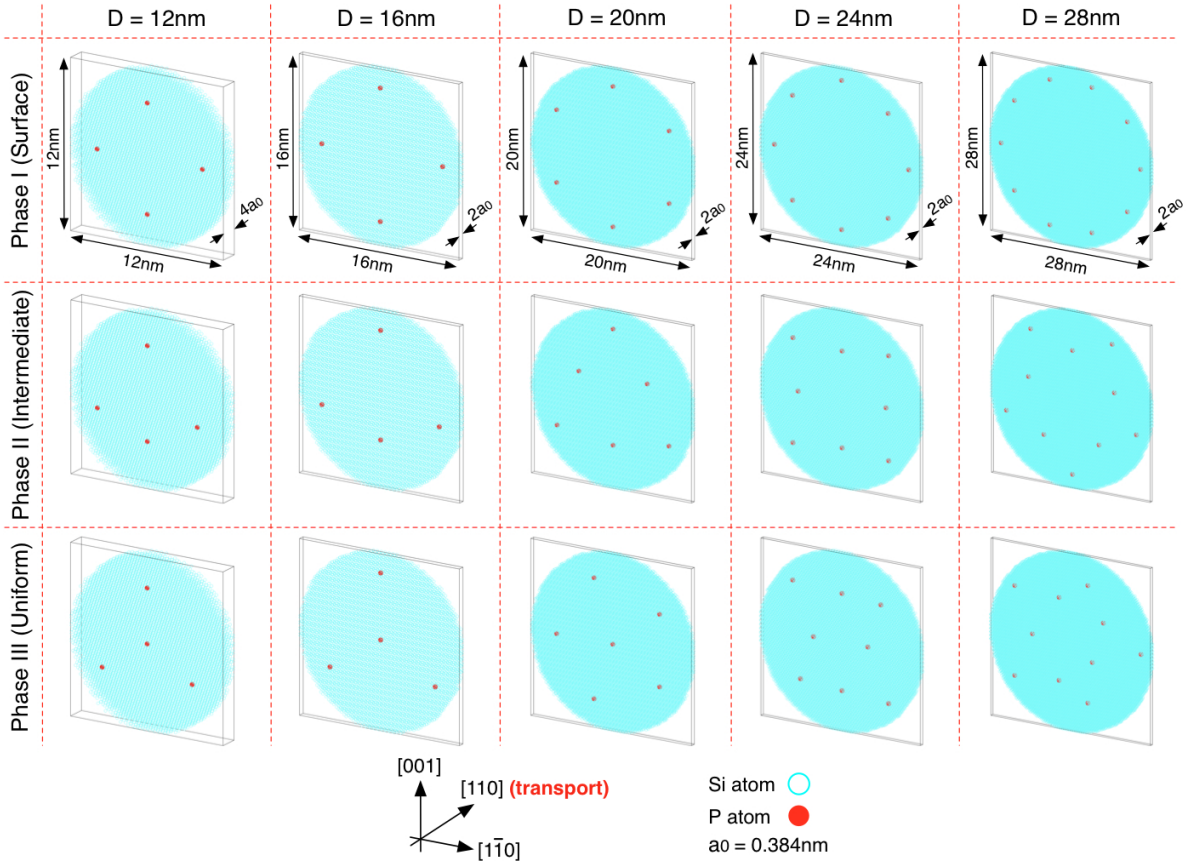 D = 12nm
D = 16nm
D = 20nm
D = 24nm
D = 28nm
Phase I (Surface)
12nm
4a₀
12nm
16nm
2a₀
16nm
20nm
2a₀
20nm
24nm
2a₀
24nm
28nm
2a₀
28nm
Phase II (Intermediate)
Phase III (Uniform)
[001]
[110] (transport)
[11̅0]
Si atom
P atom
a₀ = 0.384nm